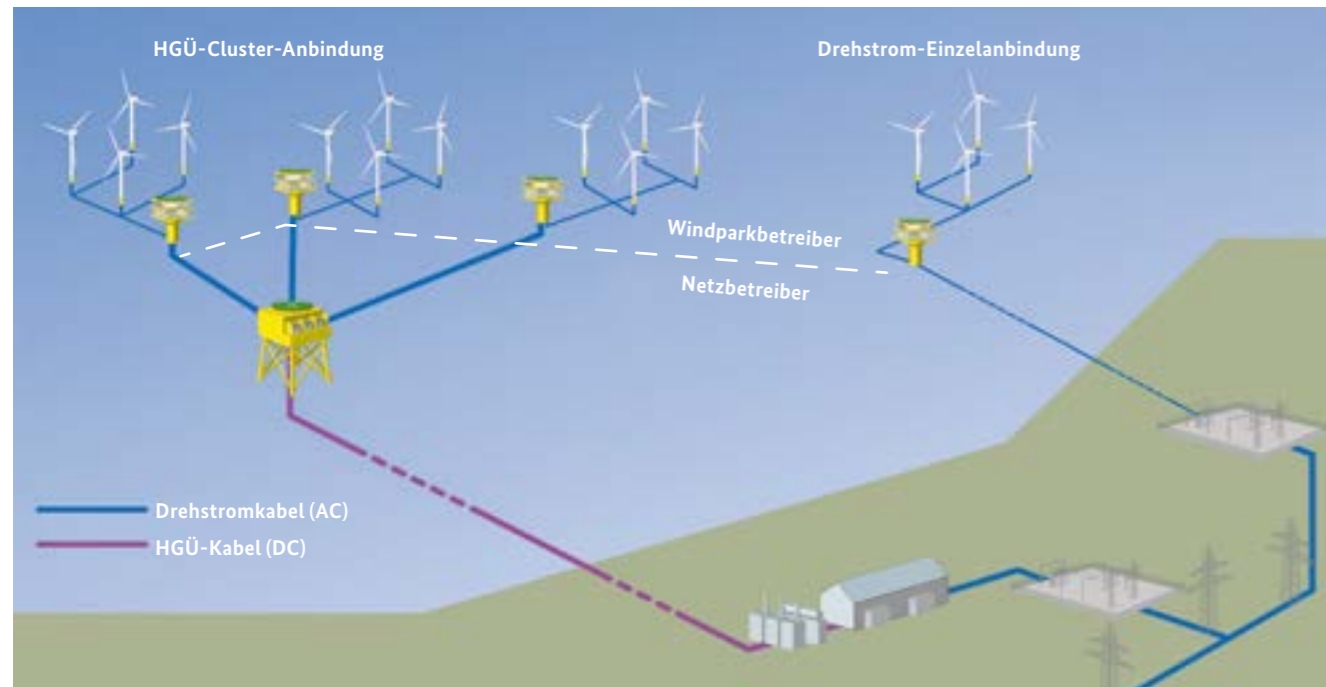 HGÜ-Cluster-Anbindung
Drehstrom-Einzelanbindung
Windparkbetreiber
Netzbetreiber
Drehstromkabel (AC)
HGÜ-Kabel (DC)